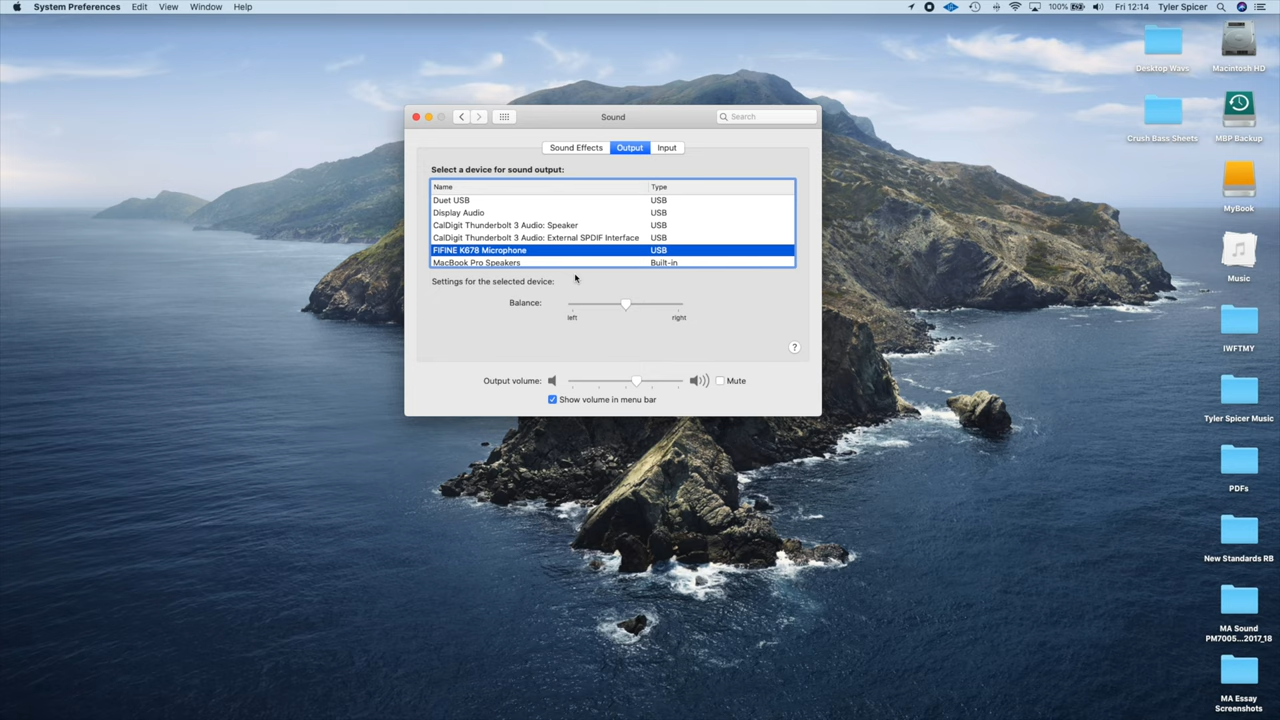 System Preferences Edit View Window Help
100% Fri 12:14 Tyler Spicer
Sound
Search
Sound Effects Output Input
Select a device for sound output:
Name Type
Duet USB USB
Display Audio USB
CalDigit Thunderbolt 3 Audio: Speaker USB
CalDigit Thunderbolt 3 Audio: External SPDIF Interface USB
FIFINE K678 Microphone USB
MacBook Pro Speakers Built-in
Settings for the selected device:
Balance:
left right
?
Output volume: Mute
Show volume in menu bar
Desktop Wavs
Macintosh HD
Crush Bass Sheets
MBP Backup
MyBook
Music
IWFTMY
Tyler Spicer Music
PDFs
New Standards RB
MA Sound
PM7005...2017_18
MA Essay
Screenshots